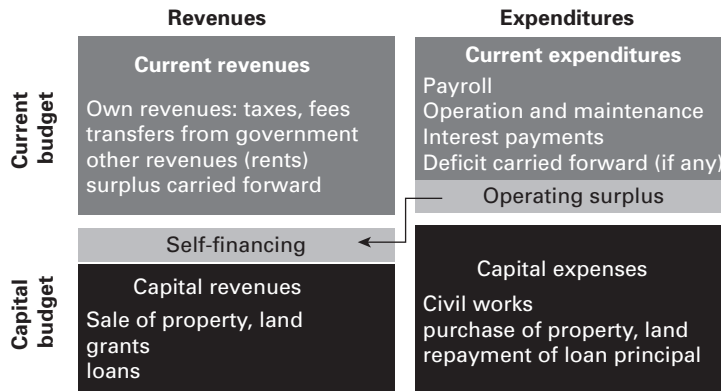 Revenues
Expenditures
Current budget
Current revenues
Own revenues: taxes, fees
transfers from government
other revenues (rents)
surplus carried forward
Current expenditures
Payroll
Operation and maintenance
Interest payments
Deficit carried forward (if any)
Operating surplus
Self-financing
Capital budget
Capital revenues
Sale of property, land
grants
loans
Capital expenses
Civil works
purchase of property, land
repayment of loan principal